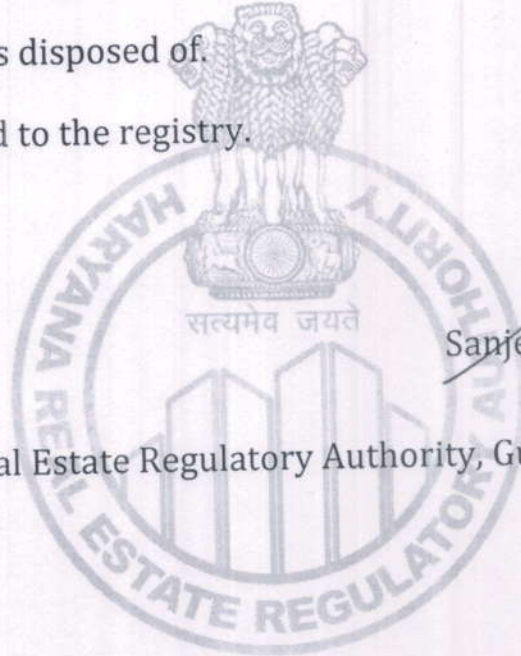 s disposed of.
d to the registry.
सत्यमेव जयते
Sanje
al Estate Regulatory Authority, Gu
HARYANA REAL ESTATE REGULATORY AUTHORITY